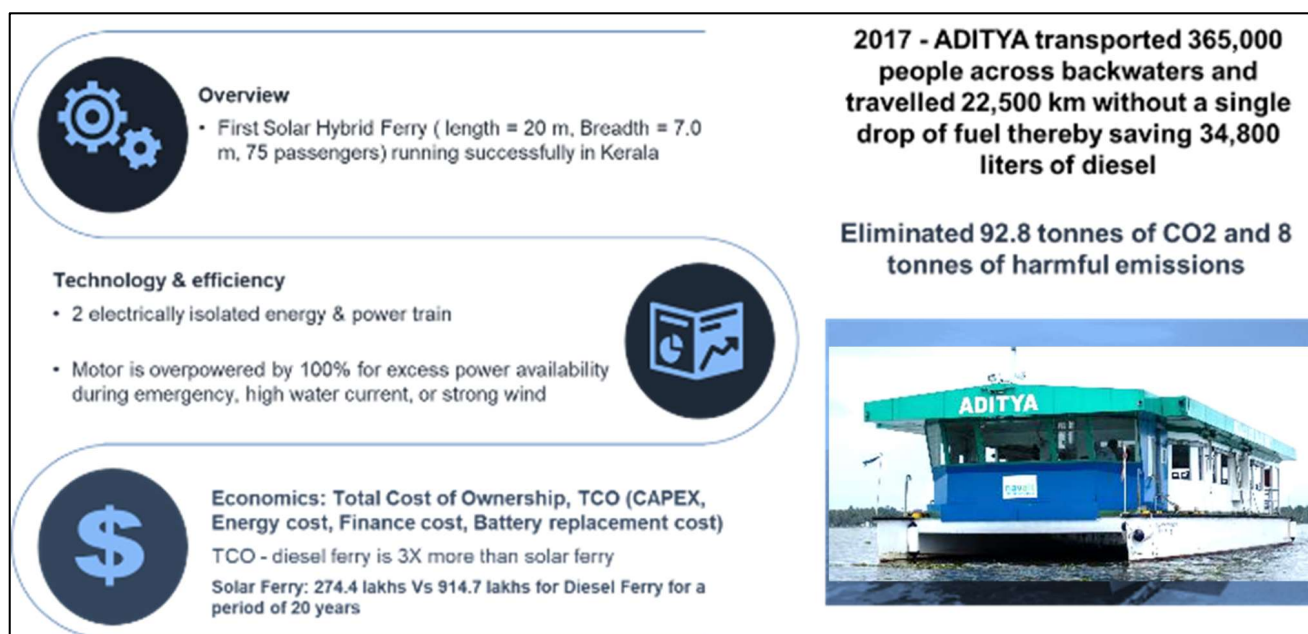 Overview
• First Solar Hybrid Ferry ( length = 20 m, Breadth = 7.0
m, 75 passengers) running successfully in Kerala
Technology & efficiency
• 2 electrically isolated energy & power train
• Motor is overpowered by 100% for excess power availability
during emergency, high water current, or strong wind
Economics: Total Cost of Ownership, TCO (CAPEX,
Energy cost, Finance cost, Battery replacement cost)
TCO - diesel ferry is 3X more than solar ferry
Solar Ferry: 274.4 lakhs Vs 914.7 lakhs for Diesel Ferry for a
period of 20 years
$
2017 - ADITYA transported 365,000
people across backwaters and
travelled 22,500 km without a single
drop of fuel thereby saving 34,800
liters of diesel
Eliminated 92.8 tonnes of CO2 and 8
tonnes of harmful emissions
ADITYA